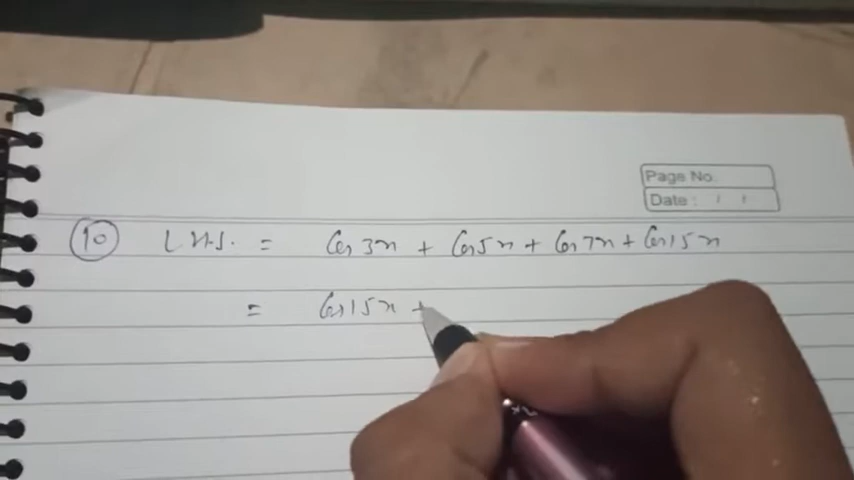 Page No.
Date : / /
10 L.H.S. = Cos 3x + Cos 5x + Cos 7x + Cos 15x
= Cos 15x +